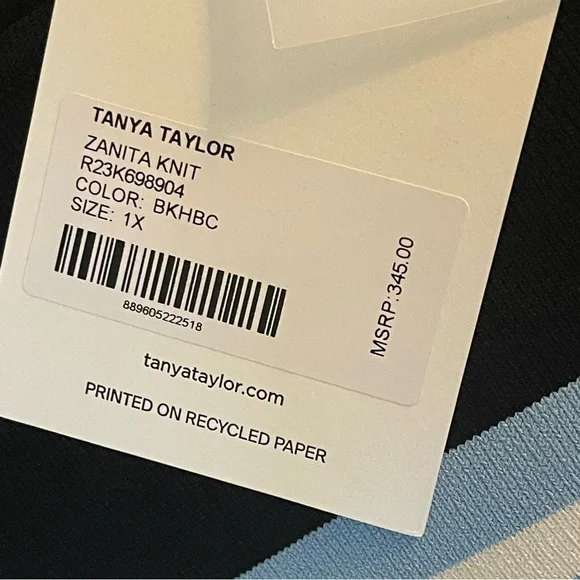 TANYA TAYLOR
ZANITA KNIT
R23K698904
COLOR: BKHBC
SIZE: 1X
889605222518
MSRP:345.00
tanyataylor.com
PRINTED ON RECYCLED PAPER